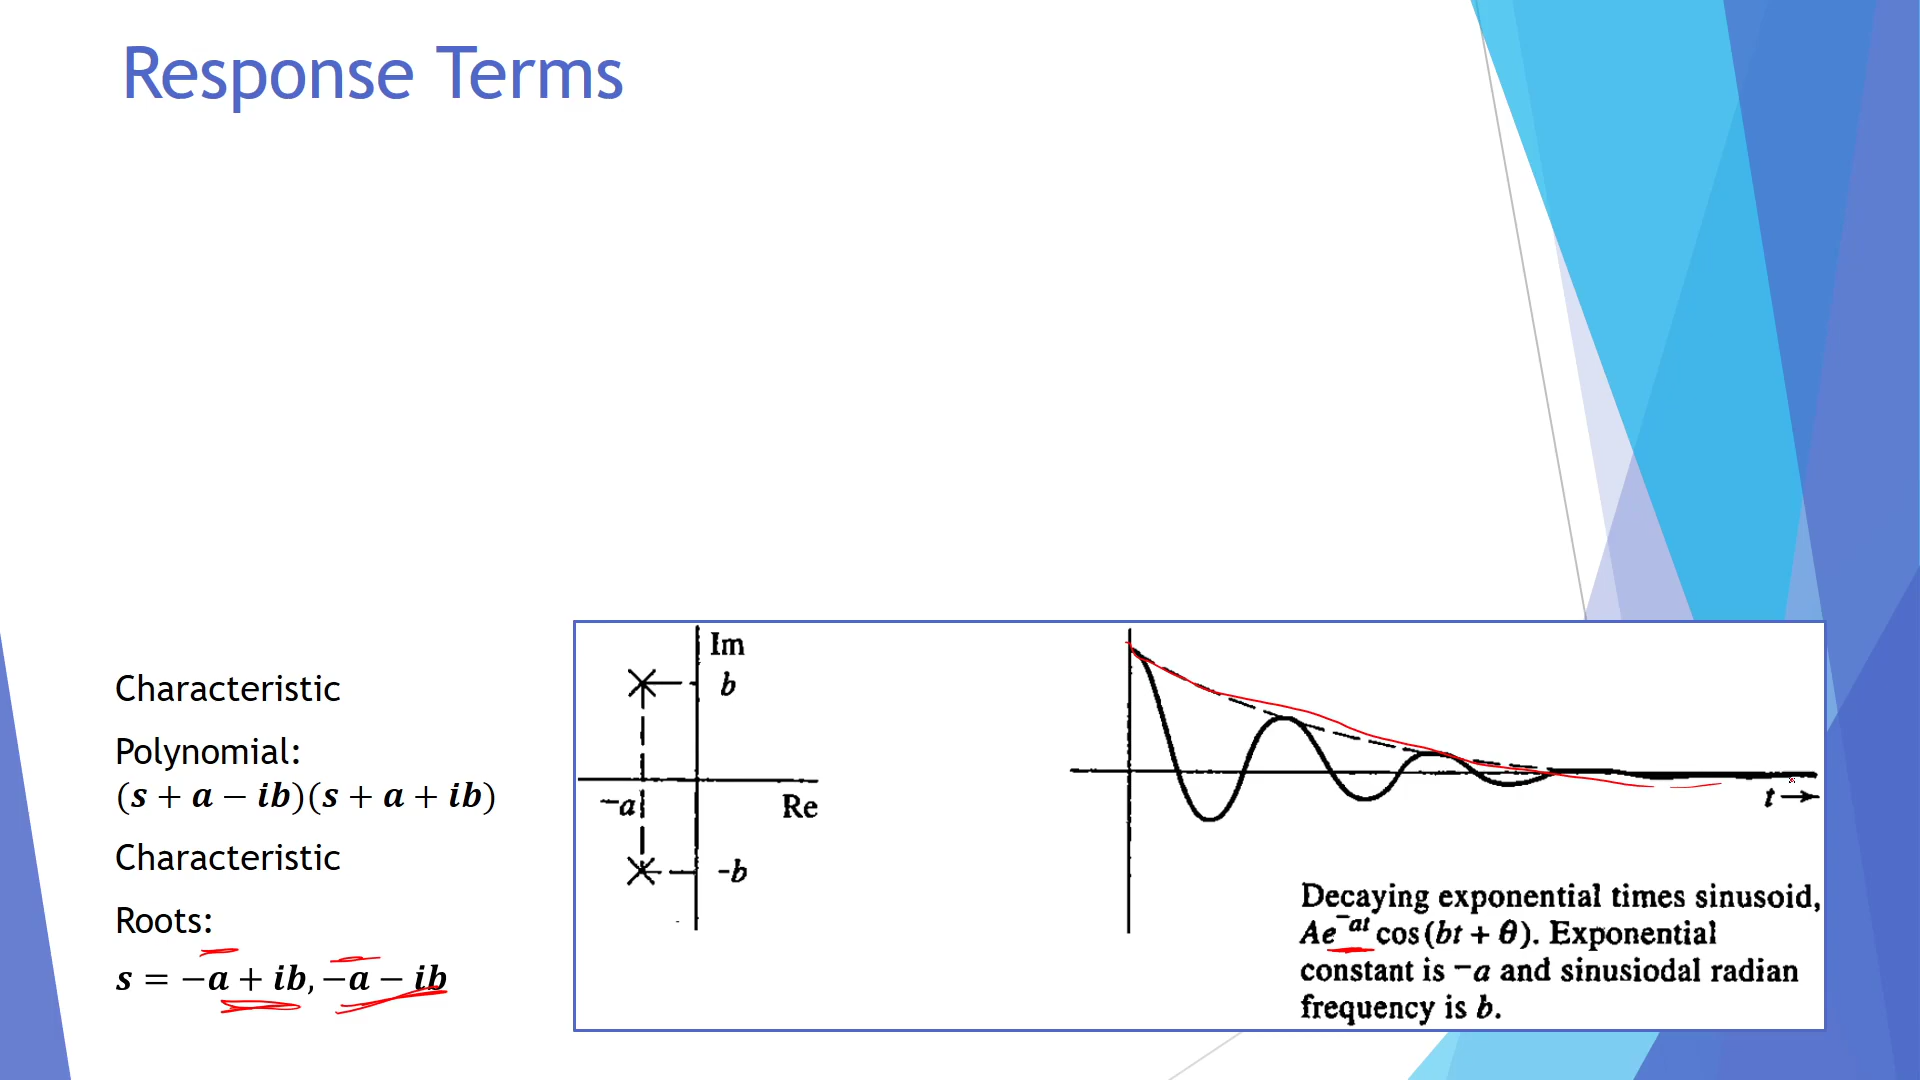 Response Terms
Characteristic
Polynomial:
(s + a − ib)(s + a + ib)
Characteristic
Roots:
s = −a + ib, −a − ib
Im
b
−a
Re
-b
t→
Decaying exponential times sinusoid,
Ae^−at cos (bt + θ). Exponential
constant is −a and sinusiodal radian
frequency is b.